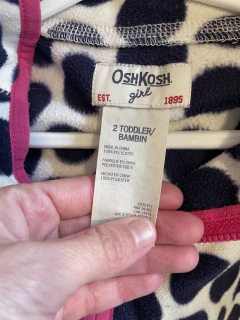 OSHKOSH
girl
EST. 1895
2 TODDLER/
BAMBIN
MADE IN CHINA
100% POLYESTER
FABRIQUÉ EN CHINE
POLYESTER 100 %
HECHO EN CHINA
100% POLIESTER